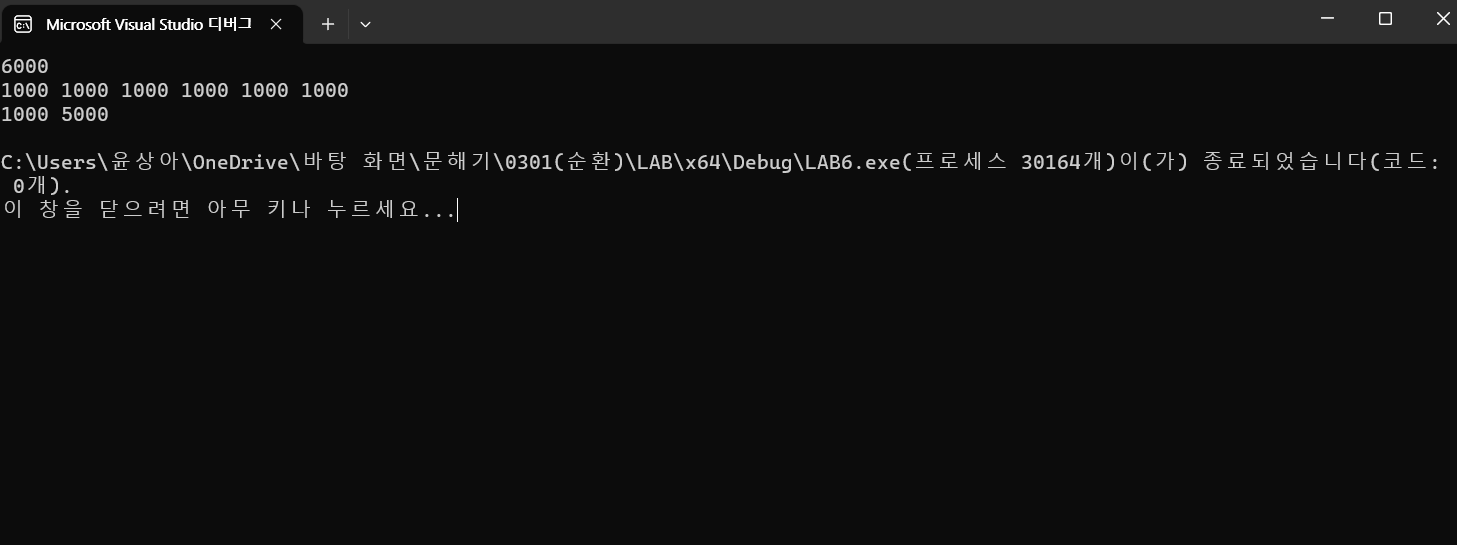 Microsoft Visual Studio 디버그
6000
1000 1000 1000 1000 1000 1000
1000 5000
C:\Users\윤상아\OneDrive\바탕 화면\문해기\0301(순환)\LAB\x64\Debug\LAB6.exe(프로세스 30164개)이(가) 종료되었습니다(코드:
0개).
이 창을 닫으려면 아무 키나 누르세요...